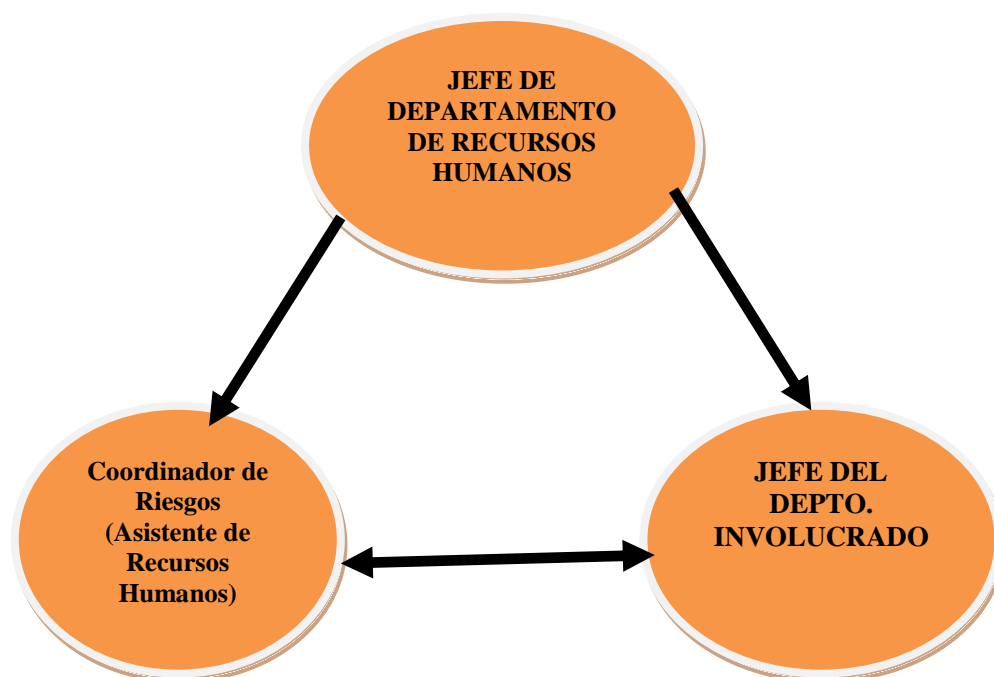 JEFE DE
DEPARTAMENTO
DE RECURSOS
HUMANOS
Coordinador de
Riesgos
(Asistente de
Recursos
Humanos)
JEFE DEL
DEPTO.
INVOLUCRADO